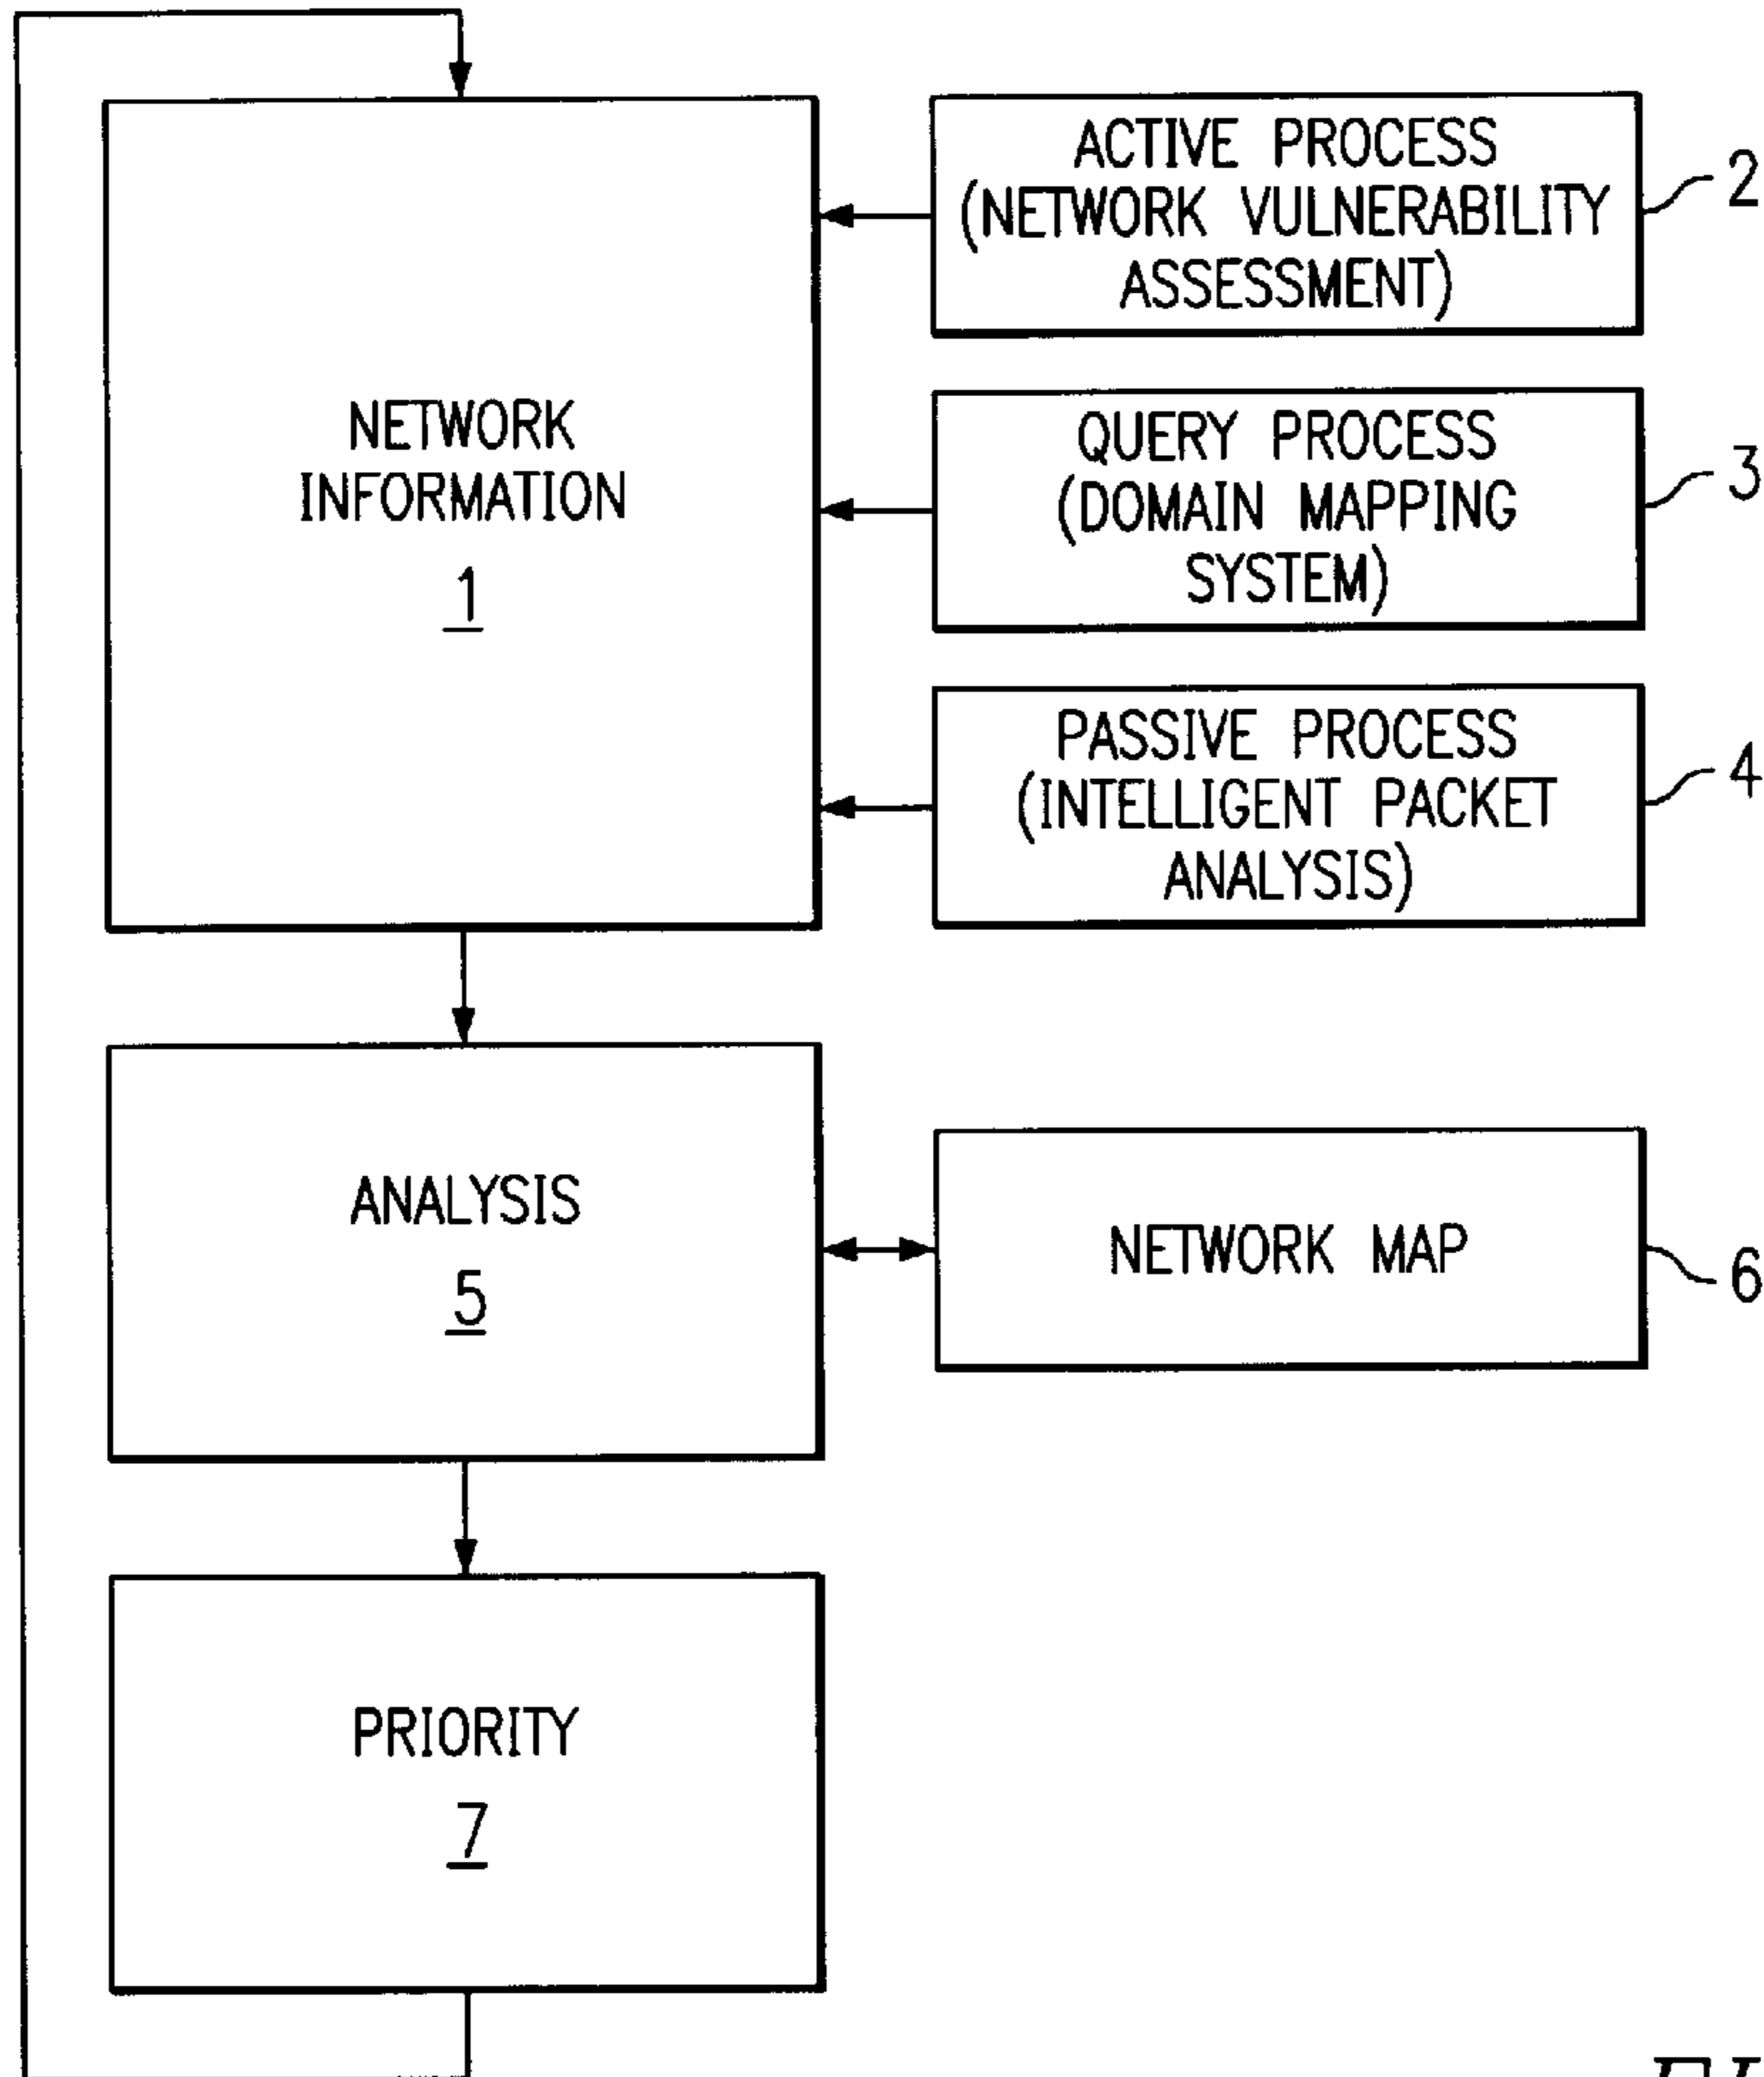 ACTIVE PROCESS
(NETWORK VULNERABILITY
ASSESSMENT)
2
NETWORK
INFORMATION
1
QUERY PROCESS
(DOMAIN MAPPING
SYSTEM)
3
PASSIVE PROCESS
(INTELLIGENT PACKET
ANALYSIS)
4
ANALYSIS
5
NETWORK MAP
6
PRIORITY
7